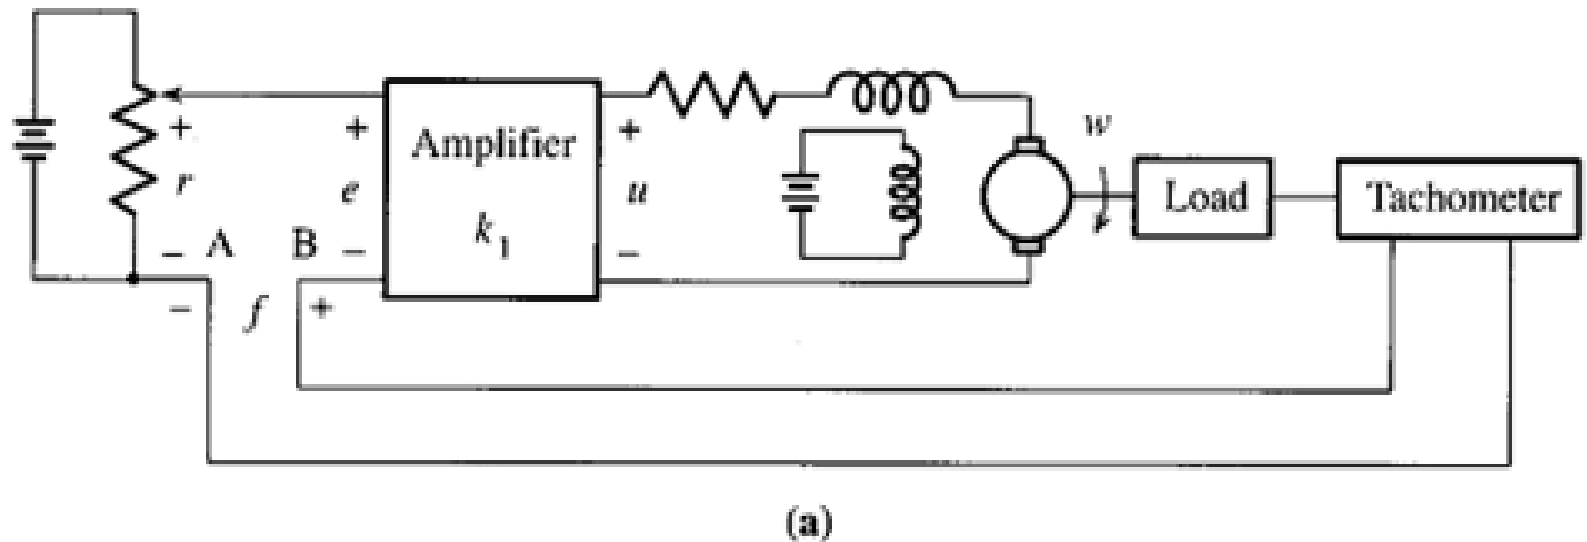 w
+ + Amplifier +
r e k1 u Load Tachometer
− A B − −
− f +
(a)